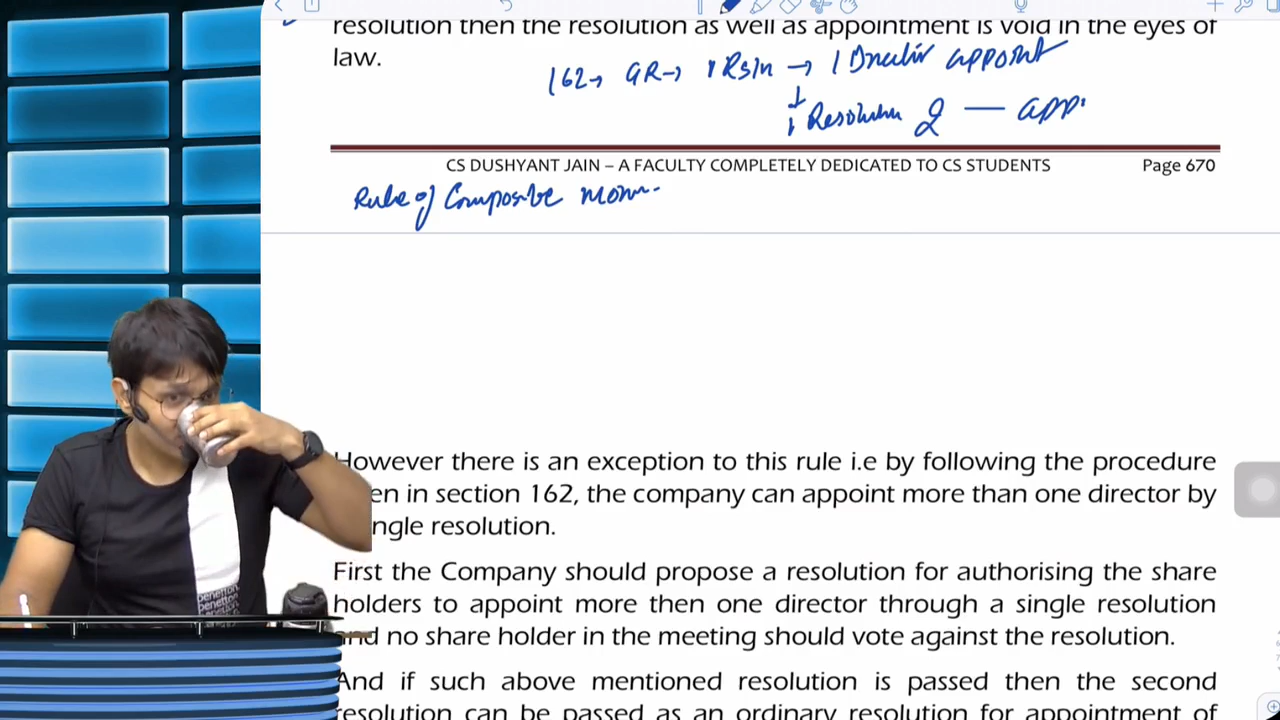 resolution then the resolution as well as appointment is void in the eyes of
law.
162→ GR→ 1 Rsln → 1 Director appoint
1 Resolution 2 — app.
CS DUSHYANT JAIN – A FACULTY COMPLETELY DEDICATED TO CS STUDENTS Page 670
Rule of Composite
However there is an exception to this rule i.e by following the procedure
en in section 162, the company can appoint more than one director by
ngle resolution.
First the Company should propose a resolution for authorising the share
holders to appoint more then one director through a single resolution
and no share holder in the meeting should vote against the resolution.
And if such above mentioned resolution is passed then the second
resolution can be passed as an ordinary resolution for appointment of
benetton
benetton
benetton